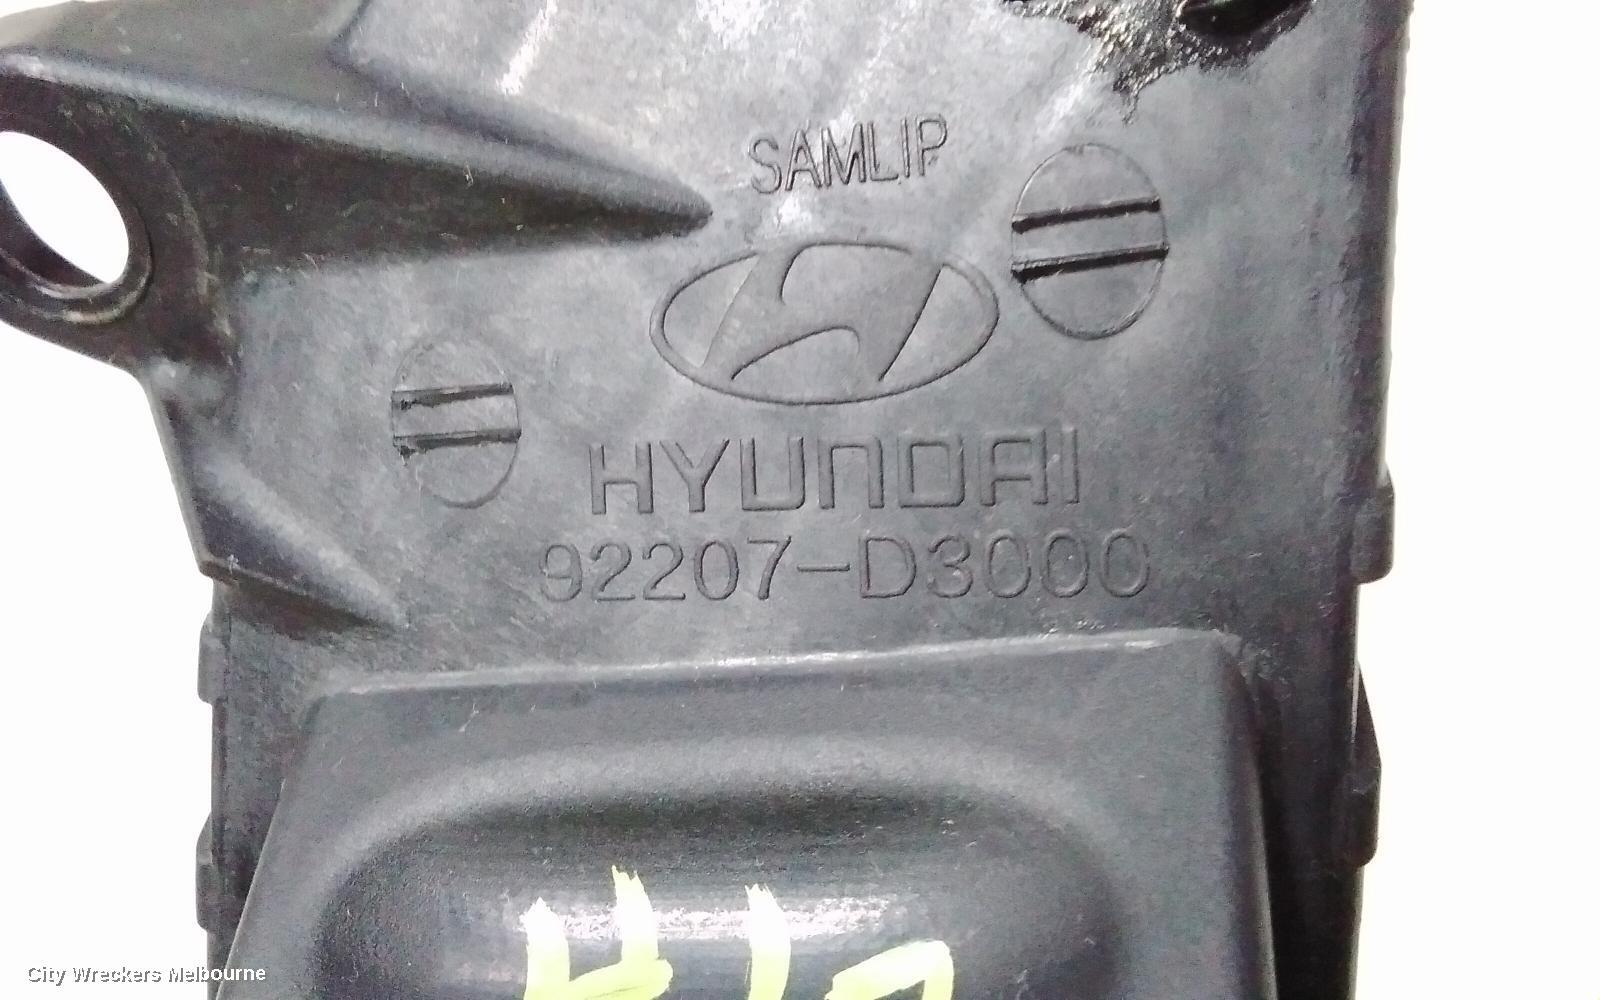 SAMLIP
HYUNDAI
92207-D3000
City Wreckers Melbourne